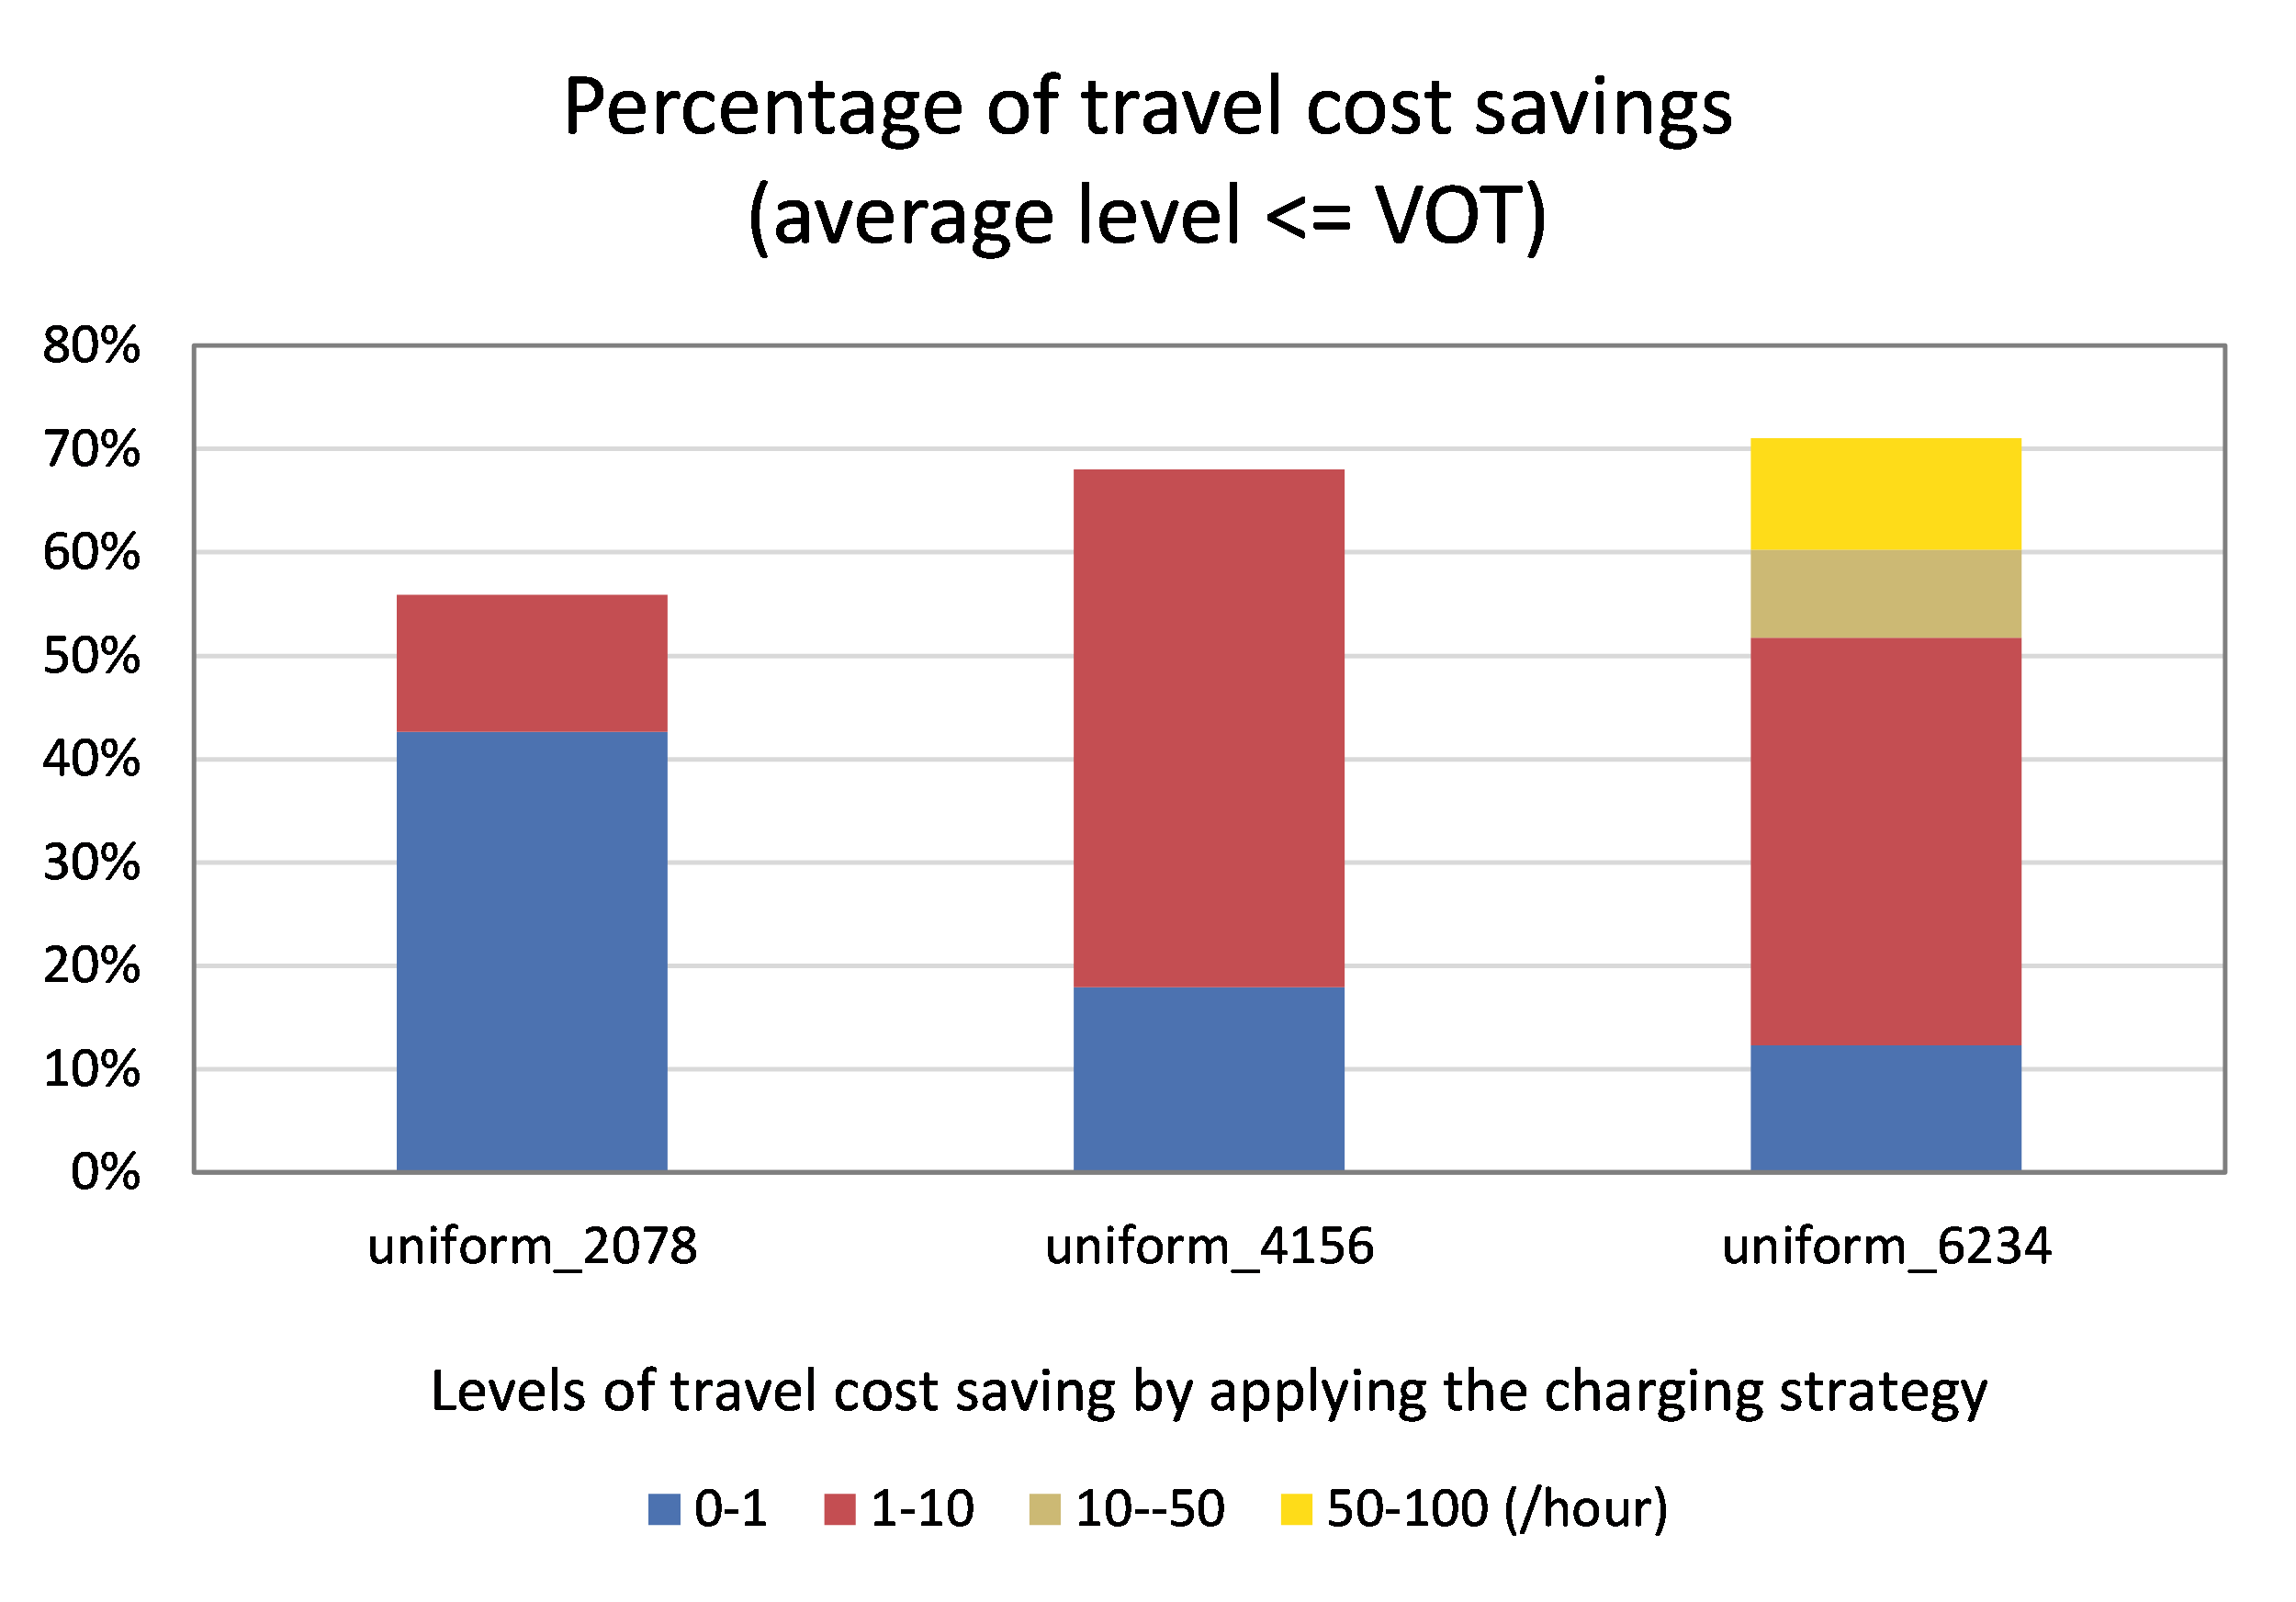 Percentage of travel cost savings
(average level <= VOT)
80%
70%
60%
50%
40%
30%
20%
10%
0%
uniform_2078 uniform_4156 uniform_6234
Levels of travel cost saving by applying the charging strategy
0-1 1-10 10--50 50-100 (/hour)